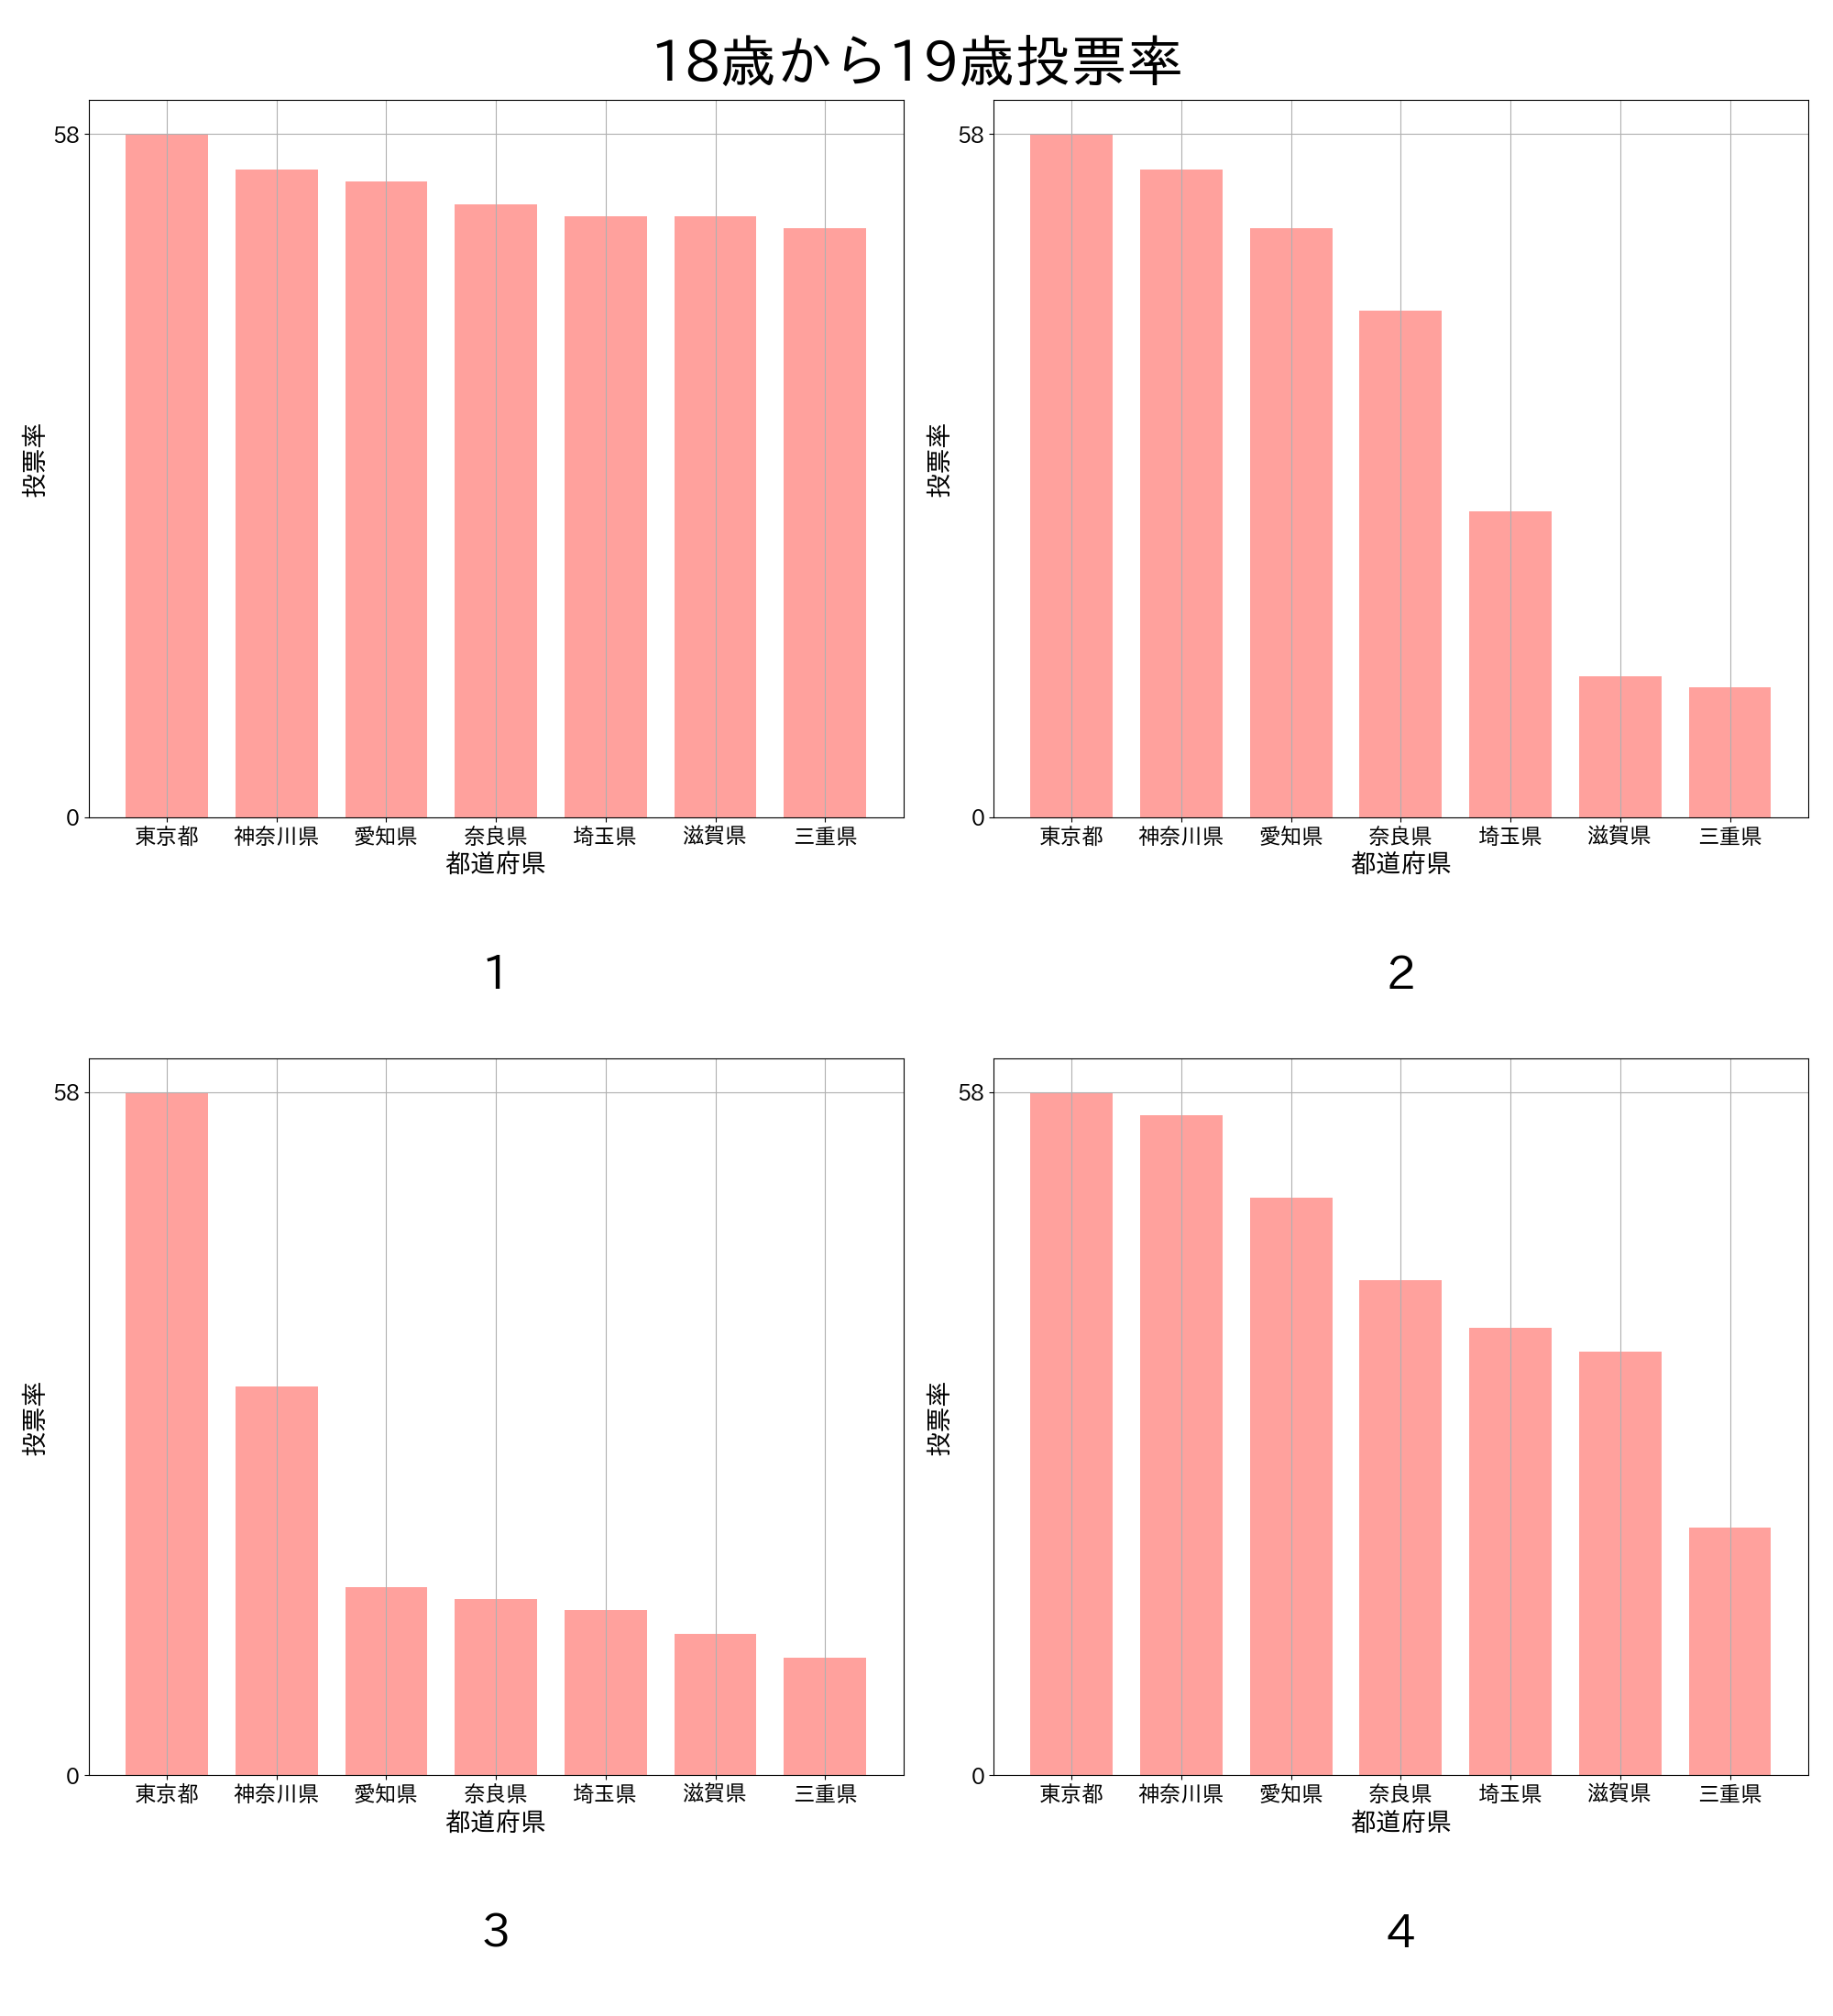 18歳から19歳投票率
58
0
投票率
東京都 神奈川県 愛知県 奈良県 埼玉県 滋賀県 三重県
都道府県
1
58
0
投票率
東京都 神奈川県 愛知県 奈良県 埼玉県 滋賀県 三重県
都道府県
2
58
0
投票率
東京都 神奈川県 愛知県 奈良県 埼玉県 滋賀県 三重県
都道府県
3
58
0
投票率
東京都 神奈川県 愛知県 奈良県 埼玉県 滋賀県 三重県
都道府県
4